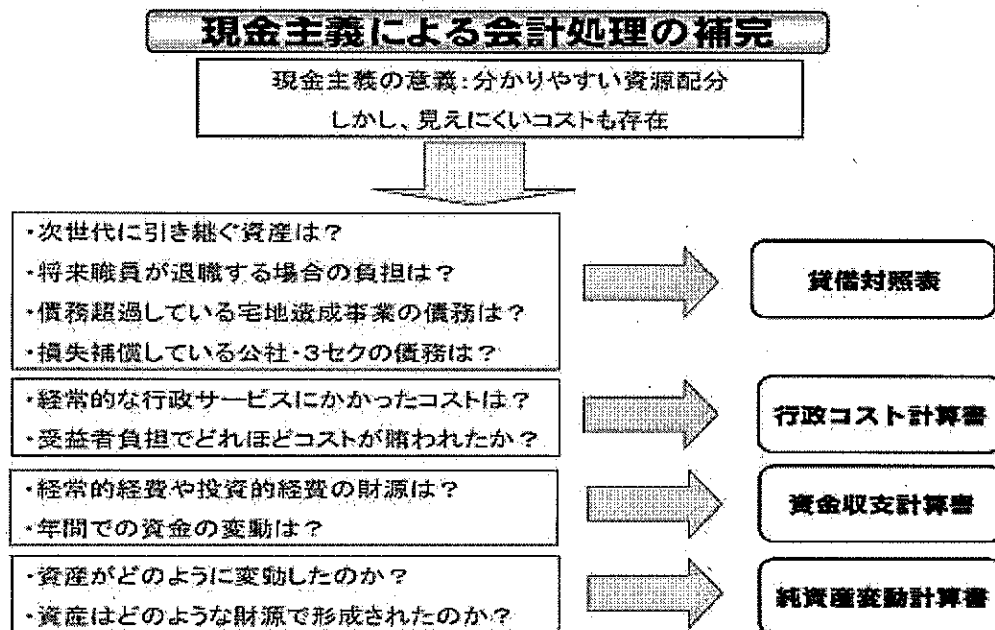 現金主義による会計処理の補完
現金主義の意義:分かりやすい資源配分
しかし、見えにくいコストも存在
・次世代に引き継ぐ資産は?
・将来職員が退職する場合の負担は?
・債務超過している宅地造成事業の債務は?
・損失補償している公社・3セクの債務は?
貸借対照表
・経常的な行政サービスにかかったコストは?
・受益者負担でどれほどコストが賄われたか?
行政コスト計算書
・経常的経費や投資的経費の財源は?
・年間での資金の変動は?
資金収支計算書
・資産がどのように変動したのか?
・資産はどのような財源で形成されたのか?
純資産変動計算書